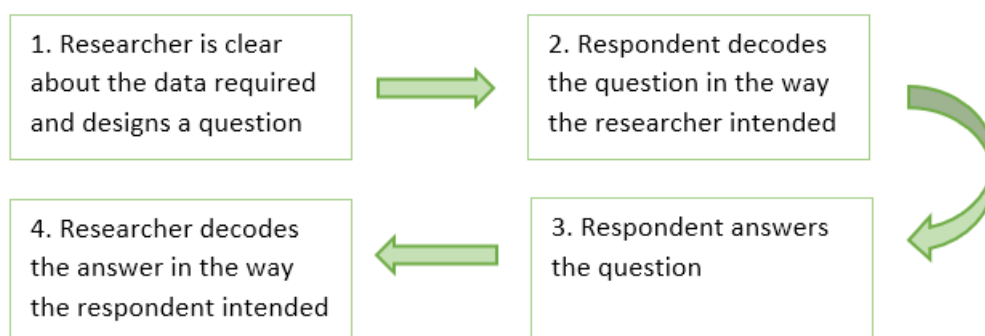 1. Researcher is clear
about the data required
and designs a question
2. Respondent decodes
the question in the way
the researcher intended
3. Respondent answers
the question
4. Researcher decodes
the answer in the way
the respondent intended